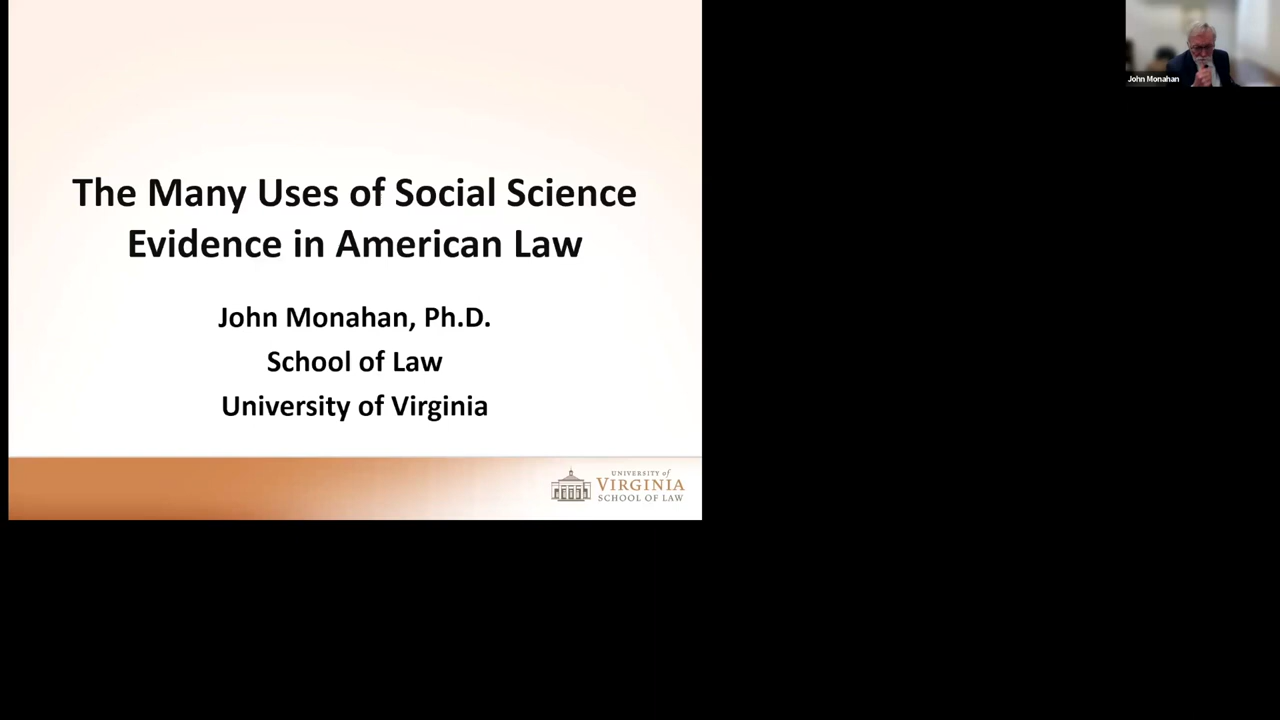 The Many Uses of Social Science
Evidence in American Law
John Monahan, Ph.D.
School of Law
University of Virginia
UNIVERSITY of
VIRGINIA
SCHOOL OF LAW
John Monahan